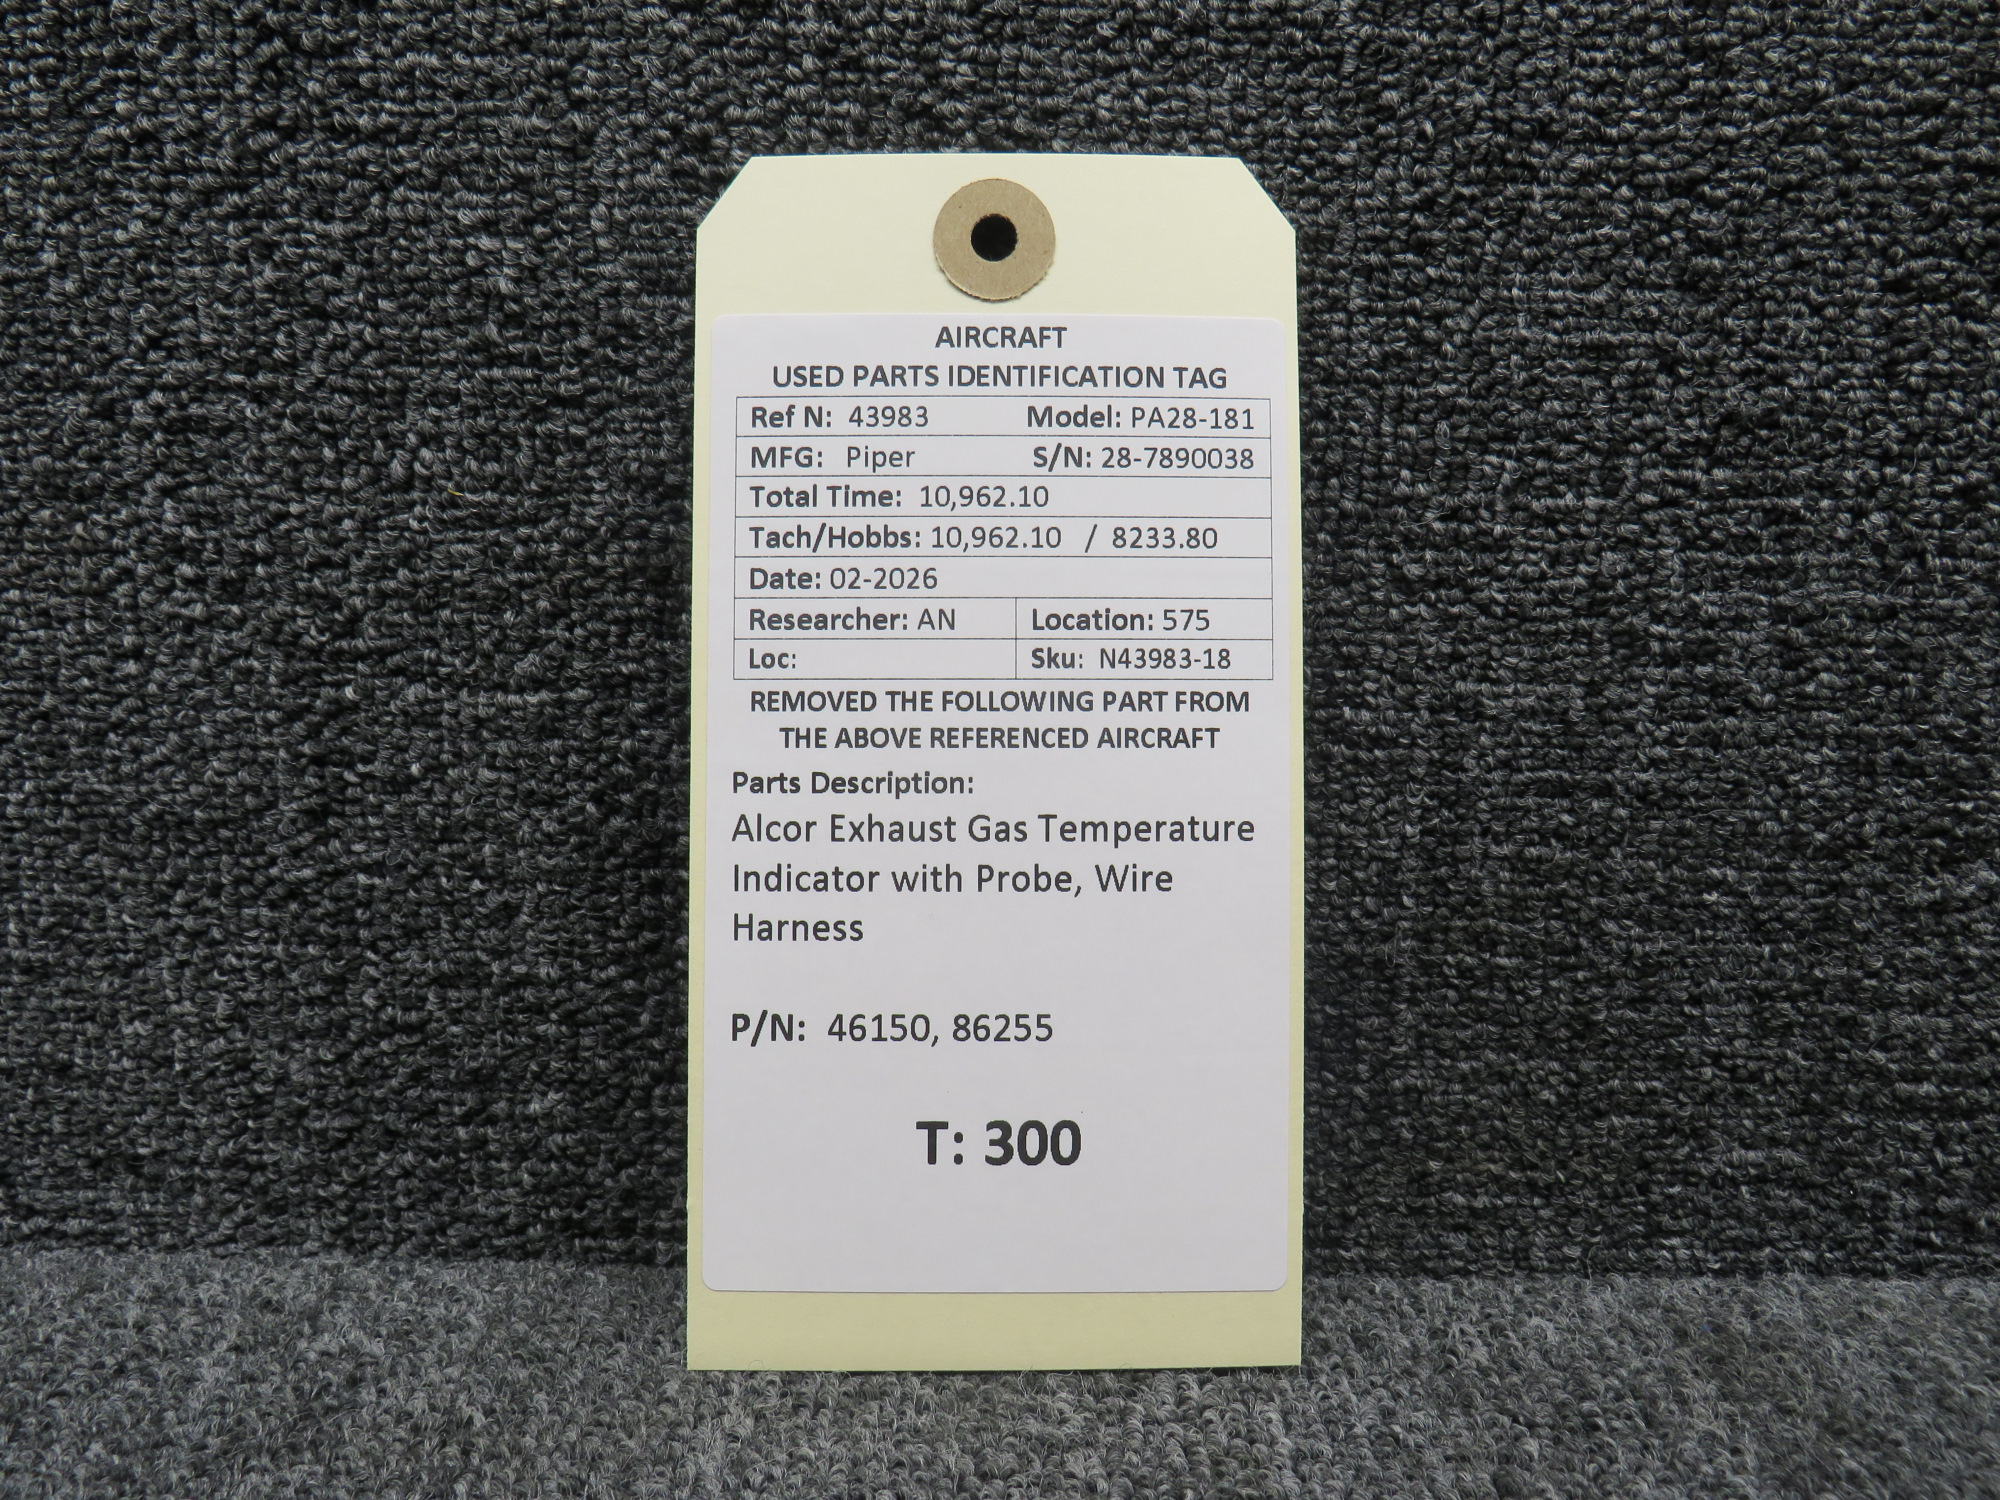 AIRCRAFT
USED PARTS IDENTIFICATION TAG
Ref N: 43983 Model: PA28-181
MFG: Piper S/N: 28-7890038
Total Time: 10,962.10
Tach/Hobbs: 10,962.10 / 8233.80
Date: 02-2026
Researcher: AN Location: 575
Loc: Sku: N43983-18
REMOVED THE FOLLOWING PART FROM
THE ABOVE REFERENCED AIRCRAFT
Parts Description:
Alcor Exhaust Gas Temperature
Indicator with Probe, Wire
Harness
P/N: 46150, 86255
T: 300